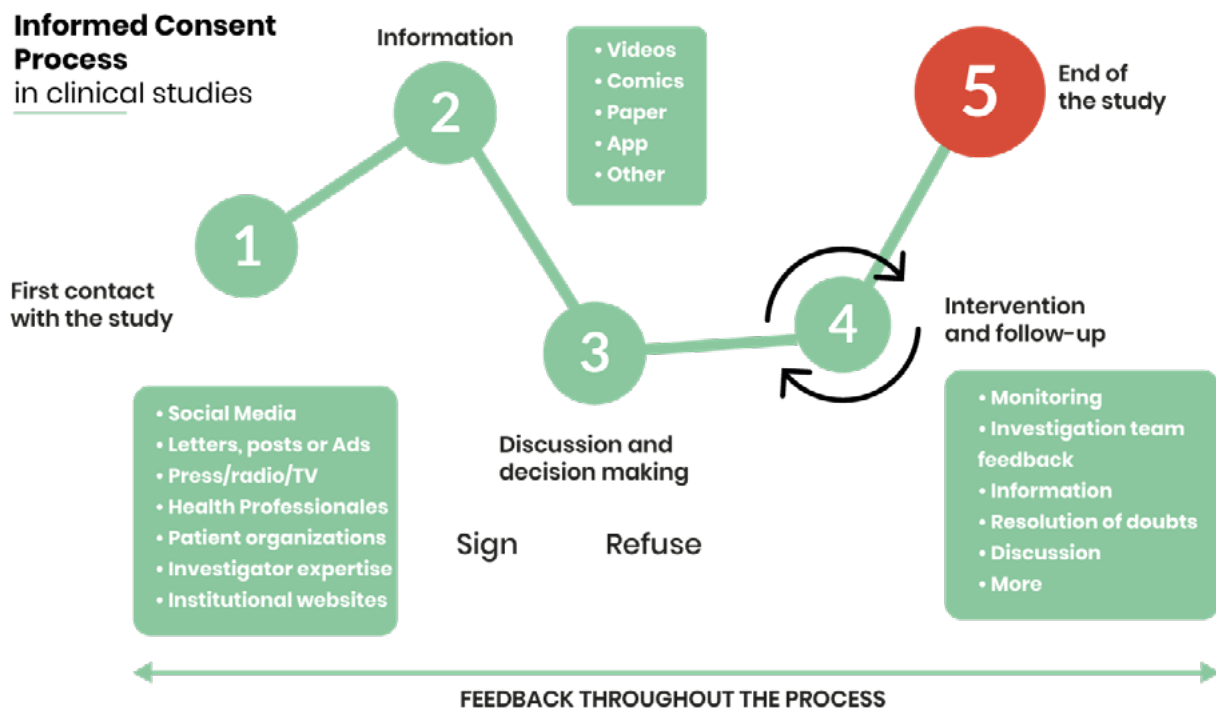 Informed Consent
Process
in clinical studies
1
First contact
with the study
• Social Media
• Letters, posts or Ads
• Press/radio/TV
• Health Professionales
• Patient organizations
• Investigator expertise
• Institutional websites
Information
2
• Videos
• Comics
• Paper
• App
• Other
3
Discussion and
decision making
Sign
Refuse
4
Intervention
and follow-up
• Monitoring
• Investigation team
feedback
• Information
• Resolution of doubts
• Discussion
• More
5
End of
the study
FEEDBACK THROUGHOUT THE PROCESS